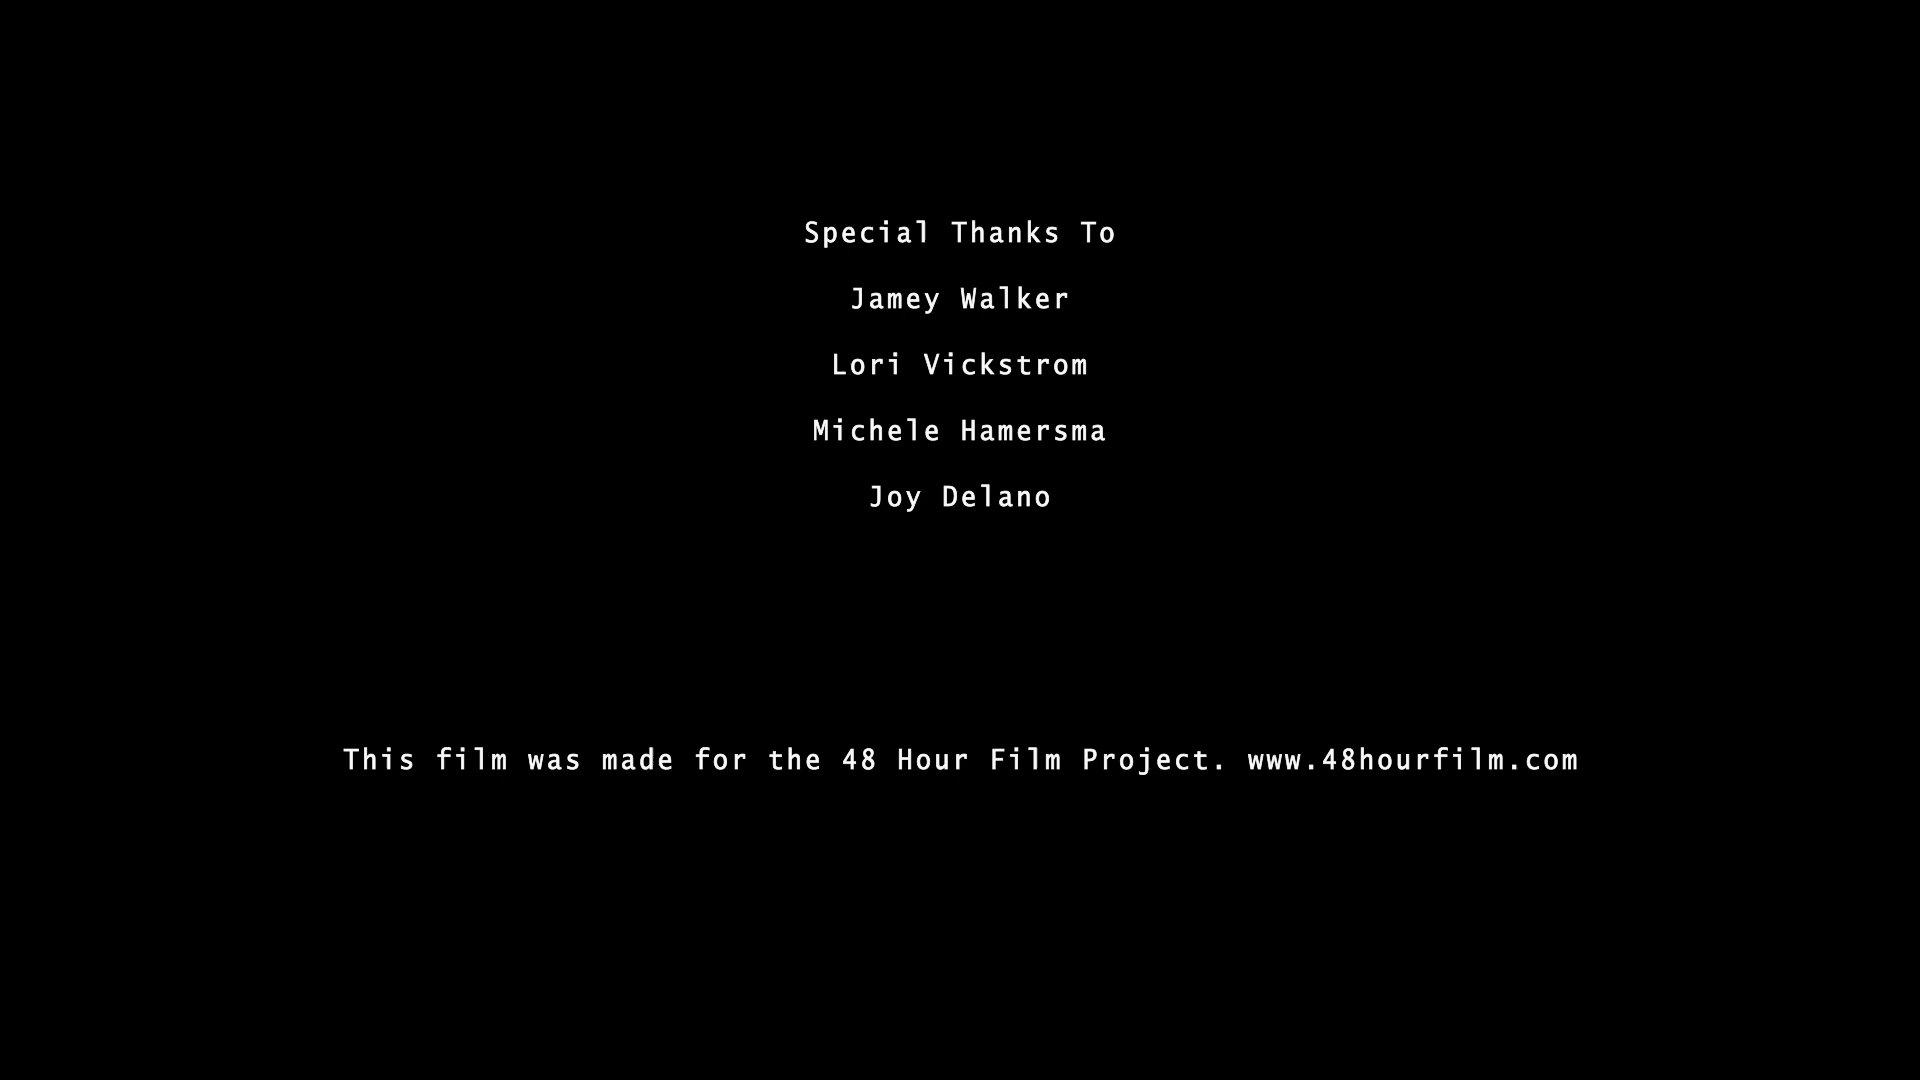 Special Thanks To
Jamey Walker
Lori Vickstrom
Michele Hamersma
Joy Delano
This film was made for the 48 Hour Film Project. www.48hourfilm.com